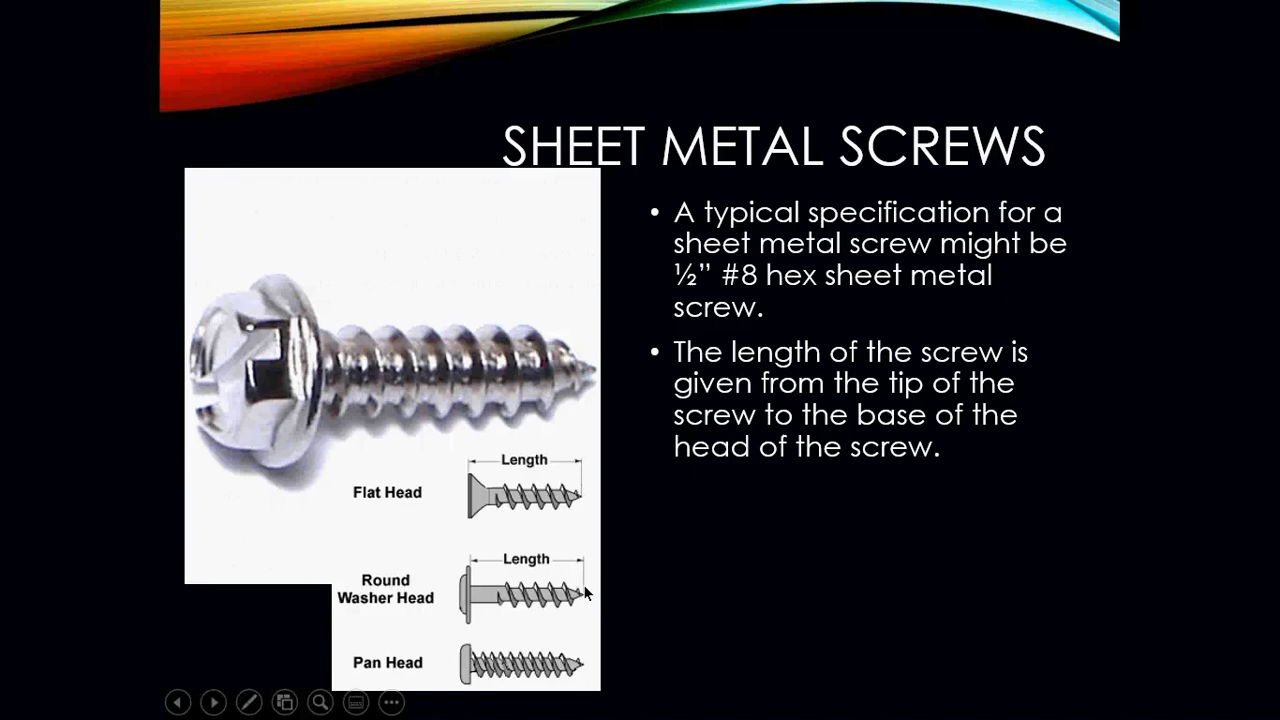 SHEET METAL SCREWS
• A typical specification for a
sheet metal screw might be
½” #8 hex sheet metal
screw.
• The length of the screw is
given from the tip of the
screw to the base of the
head of the screw.
Length
Flat Head
Length
Round
Washer Head
Pan Head